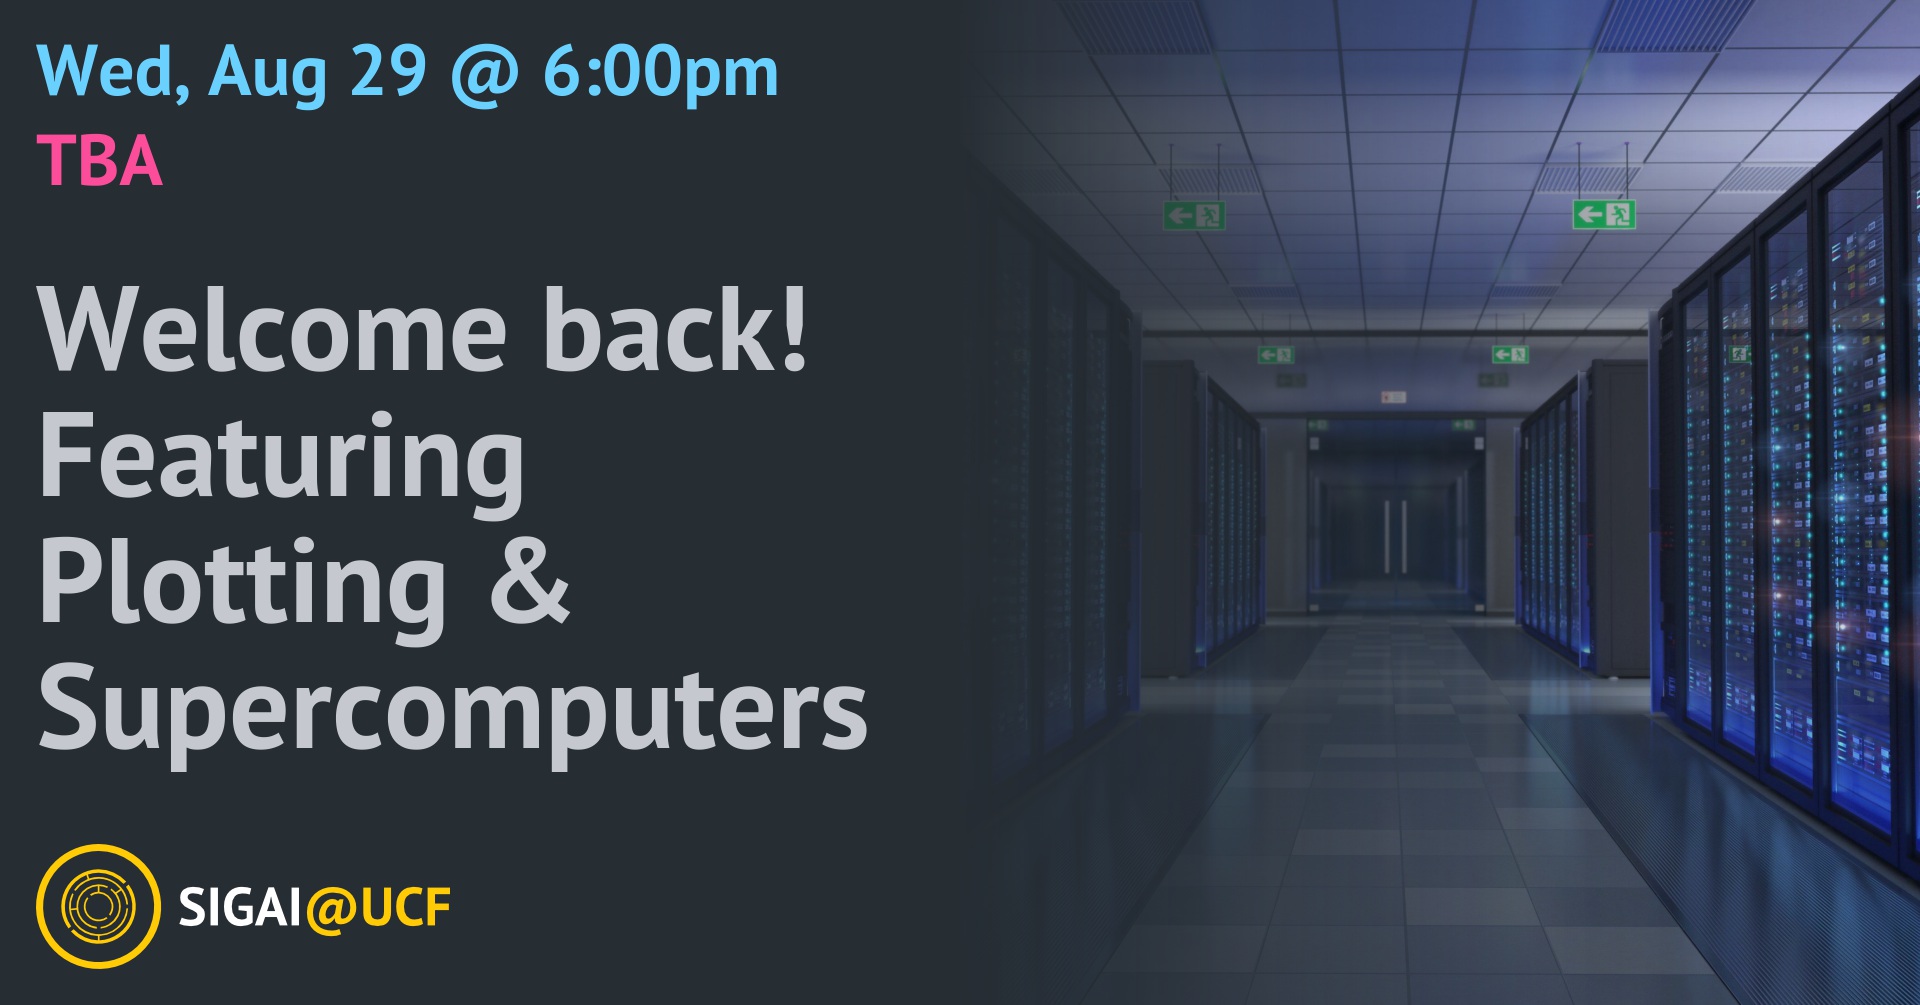 Wed, Aug 29 @ 6:00pm
TBA
Welcome back!
Featuring
Plotting &
Supercomputers
SIGAI@UCF